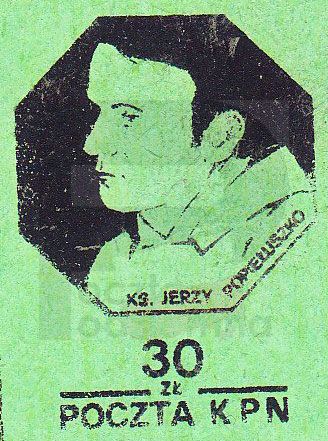 KS. JERZY POPIEŁUSZKO
30
ZŁ
POCZTA KPN